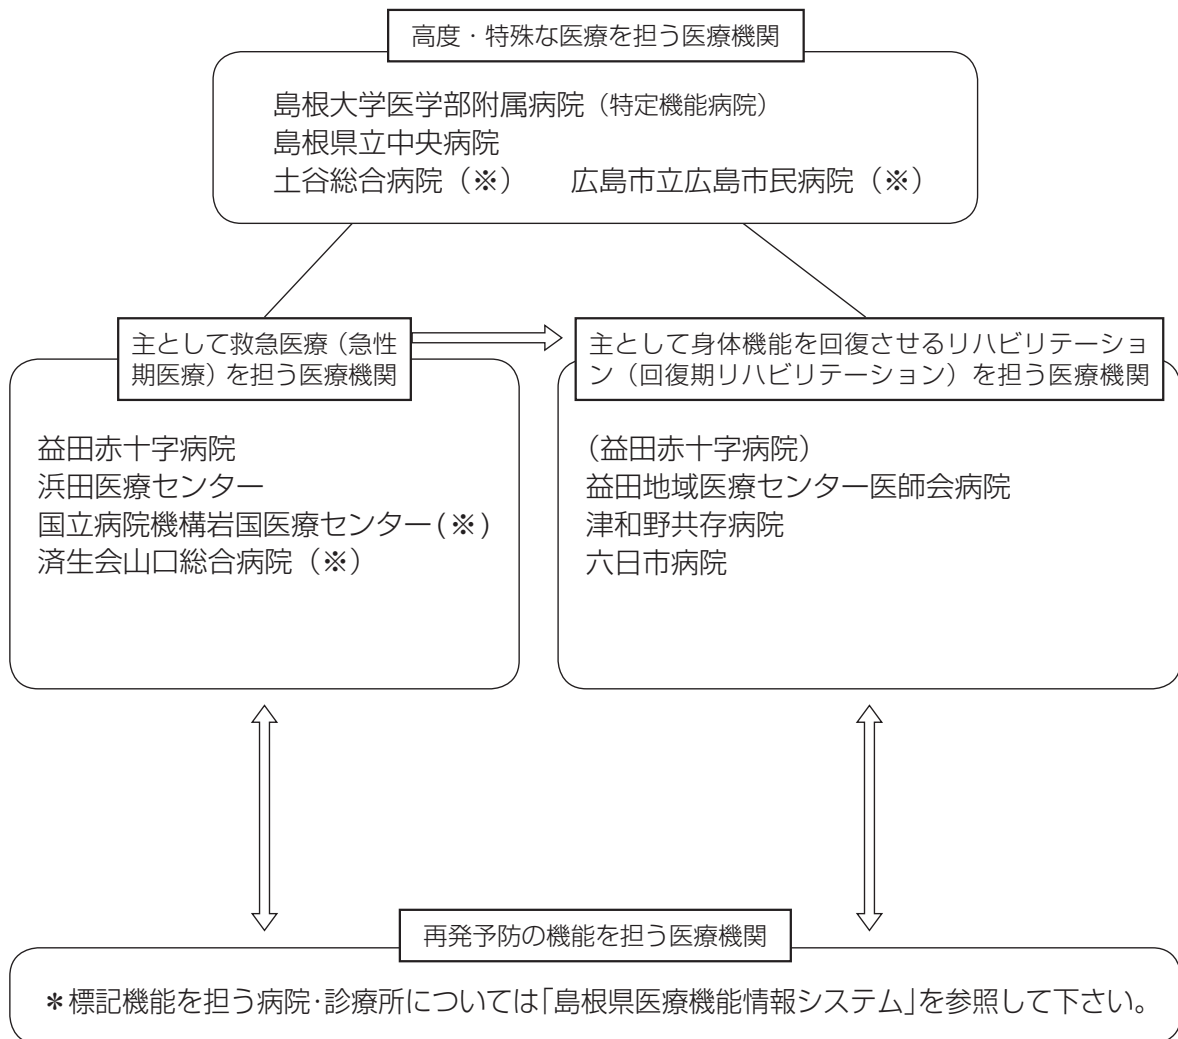 高度・特殊な医療を担う医療機関
島根大学医学部附属病院（特定機能病院）
島根県立中央病院
土谷総合病院（※）　広島市立広島市民病院（※）
主として救急医療（急性
期医療）を担う医療機関
益田赤十字病院
浜田医療センター
国立病院機構岩国医療センター(※)
済生会山口総合病院（※）
主として身体機能を回復させるリハビリテーショ
ン（回復期リハビリテーション）を担う医療機関
（益田赤十字病院）
益田地域医療センター医師会病院
津和野共存病院
六日市病院
再発予防の機能を担う医療機関
＊標記機能を担う病院・診療所については「島根県医療機能情報システム」を参照して下さい。